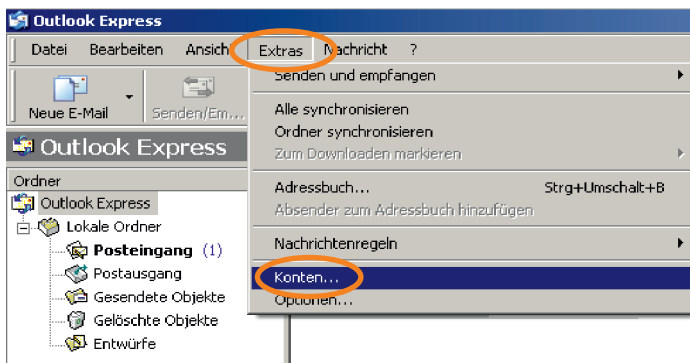 Outlook Express
Datei Bearbeiten Ansich Extras Nachricht ?
Senden und empfangen
Neue E-Mail Senden/Em...
Alle synchronisieren
Ordner synchronisieren
Zum Downloaden markieren
Outlook Express
Adressbuch... Strg+Umschalt+B
Absender zum Adressbuch hinzufügen
Nachrichtenregeln
Konten...
Optionen...
Ordner
Outlook Express
Lokale Ordner
Posteingang (1)
Postausgang
Gesendete Objekte
Gelöschte Objekte
Entwürfe